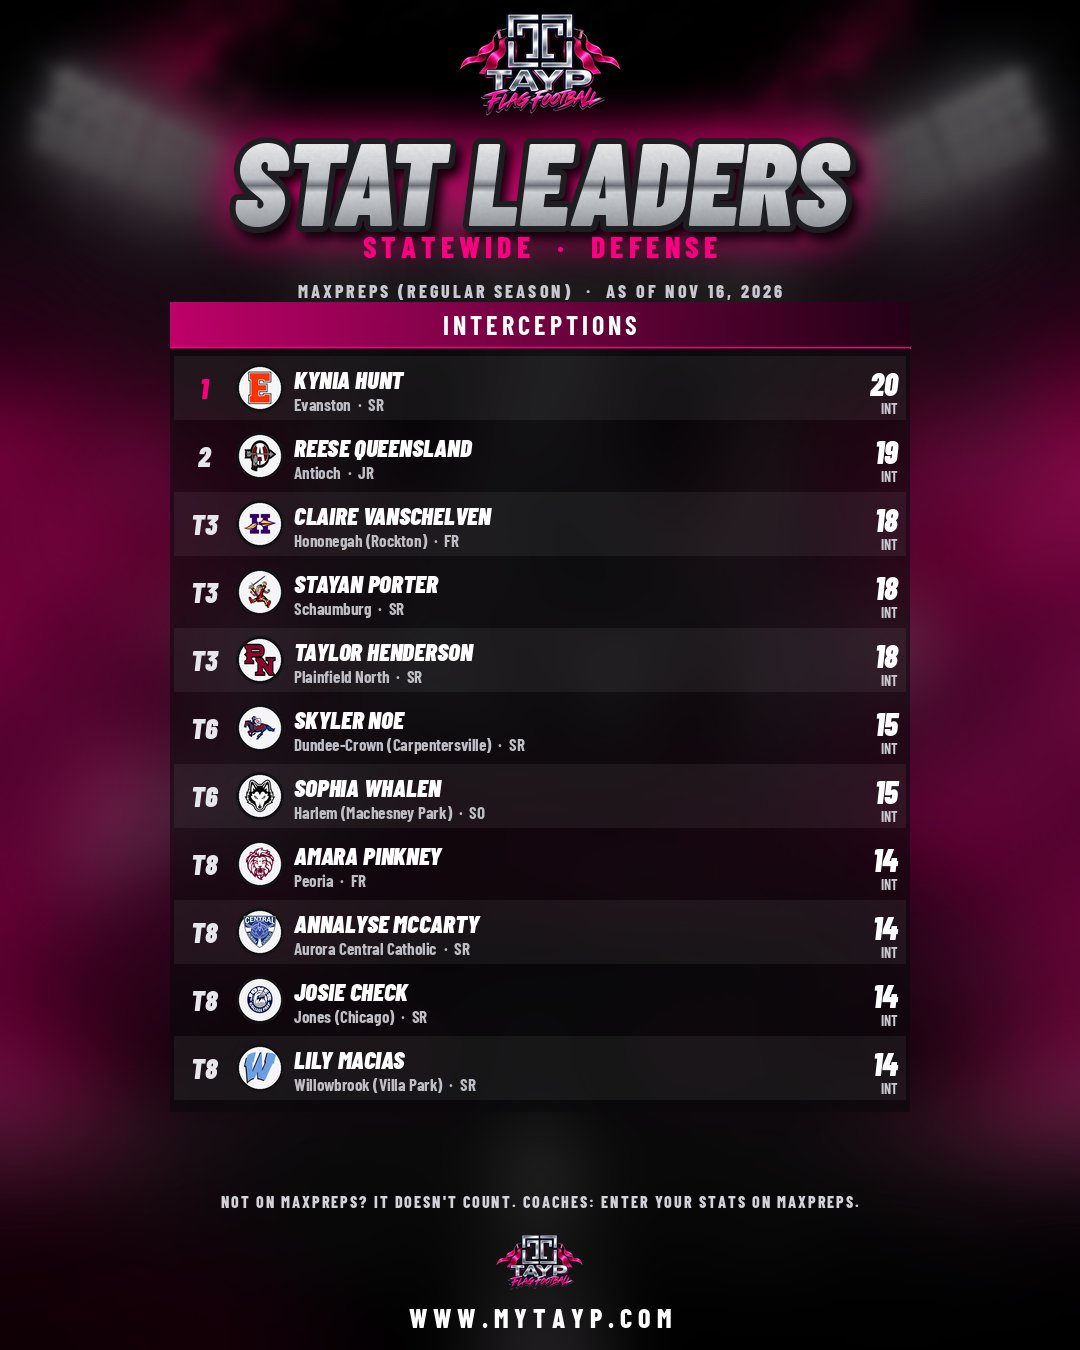 TAYP
FLAG FOOTBALL
STAT LEADERS
STATEWIDE · DEFENSE
MAXPREPS (REGULAR SEASON) · AS OF NOV 16, 2026
INTERCEPTIONS
1 E KYNIA HUNT 20
Evanston · SR INT
2 REESE QUEENSLAND 19
Antioch · JR INT
T3 H CLAIRE VANSCHELVEN 18
Hononegah (Rockton) · FR INT
T3 STAYAN PORTER 18
Schaumburg · SR INT
T3 PN TAYLOR HENDERSON 18
Plainfield North · SR INT
T6 SKYLER NOE 15
Dundee-Crown (Carpentersville) · SR INT
T6 SOPHIA WHALEN 15
Harlem (Machesney Park) · SO INT
T8 AMARA PINKNEY 14
Peoria · FR INT
T8 CENTRAL ANNALYSE MCCARTY 14
Aurora Central Catholic · SR INT
T8 JOSIE CHECK 14
Jones (Chicago) · SR INT
T8 W LILY MACIAS 14
Willowbrook (Villa Park) · SR INT
NOT ON MAXPREPS? IT DOESN'T COUNT. COACHES: ENTER YOUR STATS ON MAXPREPS.
TAYP
FLAG FOOTBALL
WWW.MYTAYP.COM